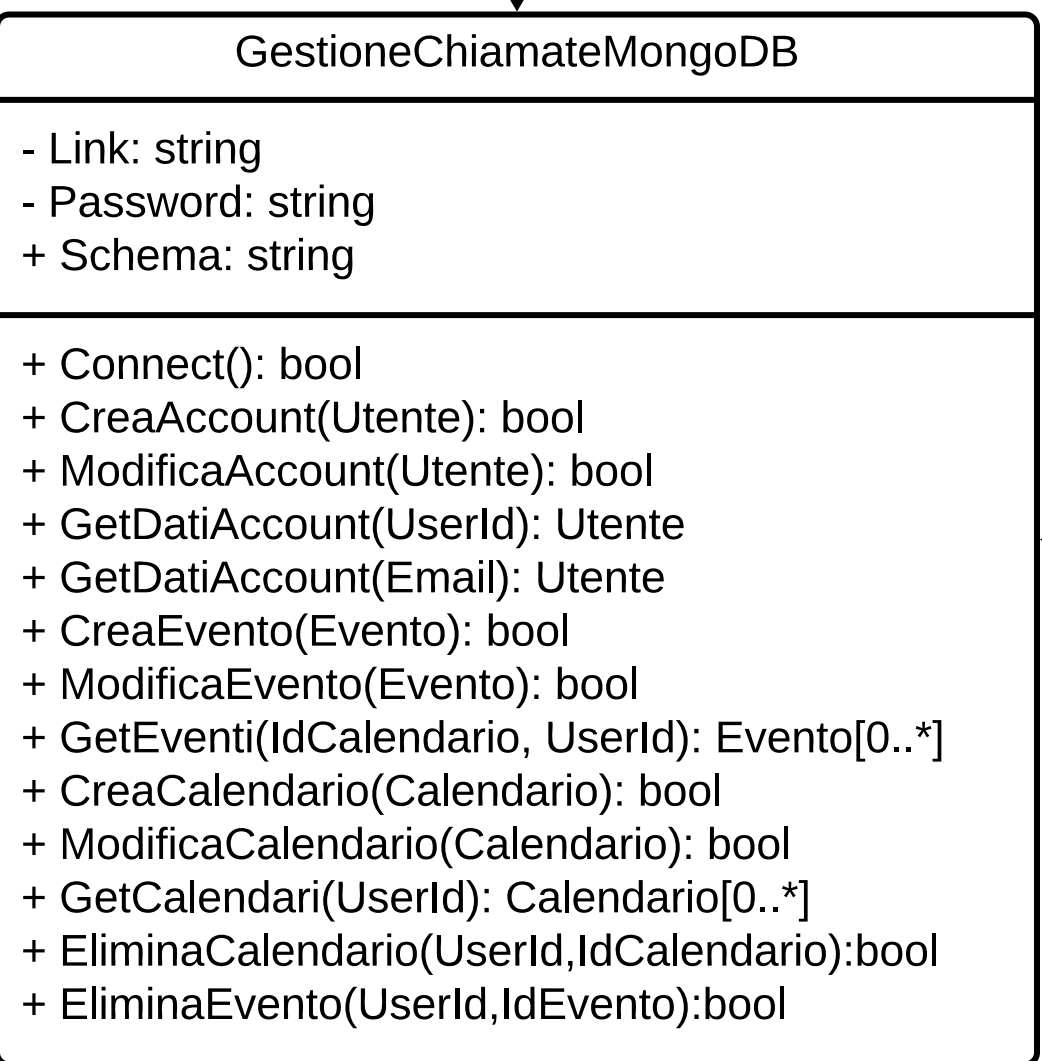 GestioneChiamateMongoDB
- Link: string
- Password: string
+ Schema: string
+ Connect(): bool
+ CreaAccount(Utente): bool
+ ModificaAccount(Utente): bool
+ GetDatiAccount(UserId): Utente
+ GetDatiAccount(Email): Utente
+ CreaEvento(Evento): bool
+ ModificaEvento(Evento): bool
+ GetEventi(IdCalendario, UserId): Evento[0..*]
+ CreaCalendario(Calendario): bool
+ ModificaCalendario(Calendario): bool
+ GetCalendari(UserId): Calendario[0..*]
+ EliminaCalendario(UserId,IdCalendario):bool
+ EliminaEvento(UserId,IdEvento):bool